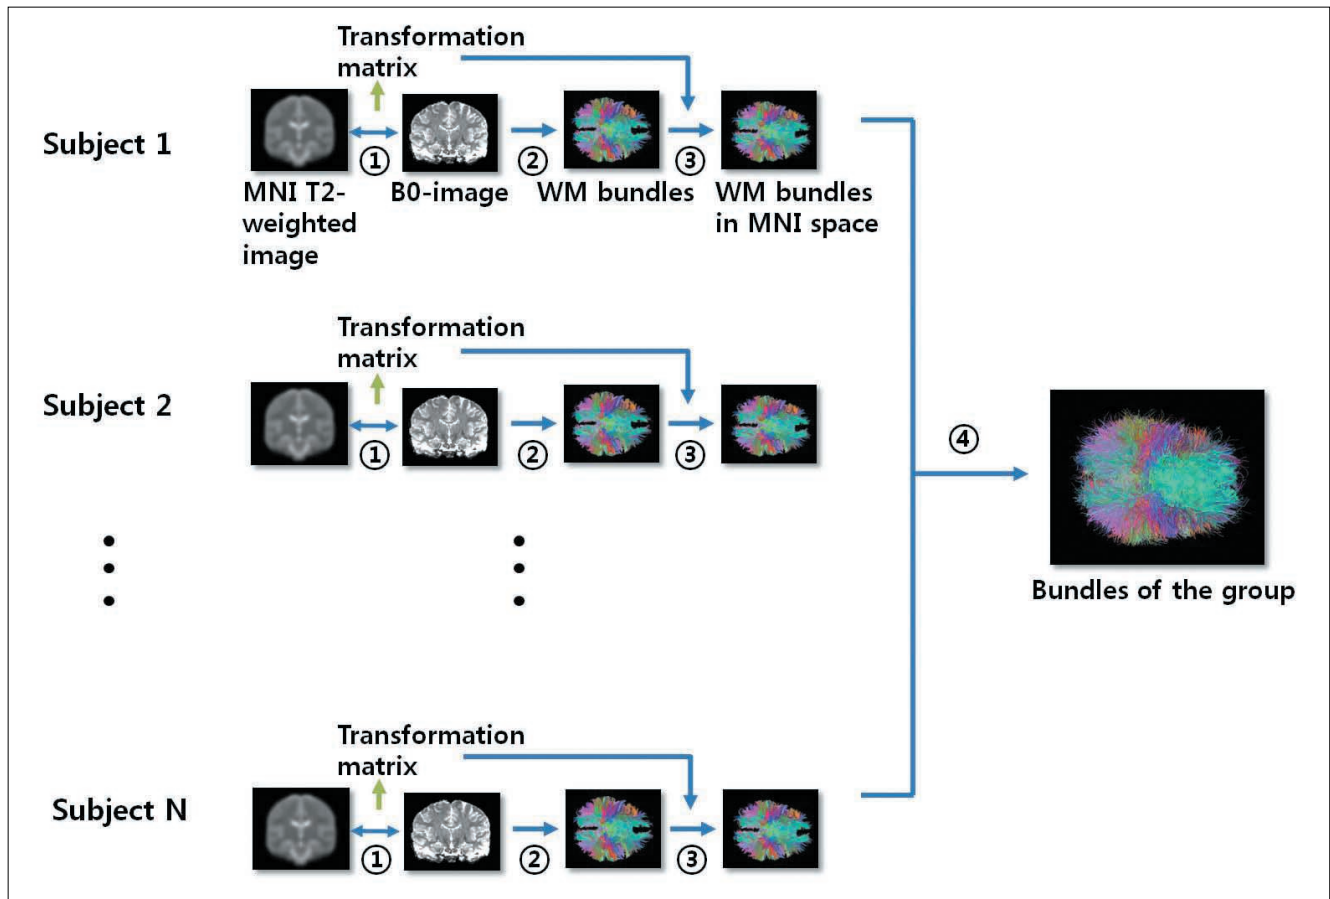 Transformation
matrix
Subject 1
① ② ③
MNI T2-
weighted
image
B0-image
WM bundles
WM bundles
in MNI space
Transformation
matrix
Subject 2
① ② ③
④
Bundles of the group
Transformation
matrix
Subject N
① ② ③